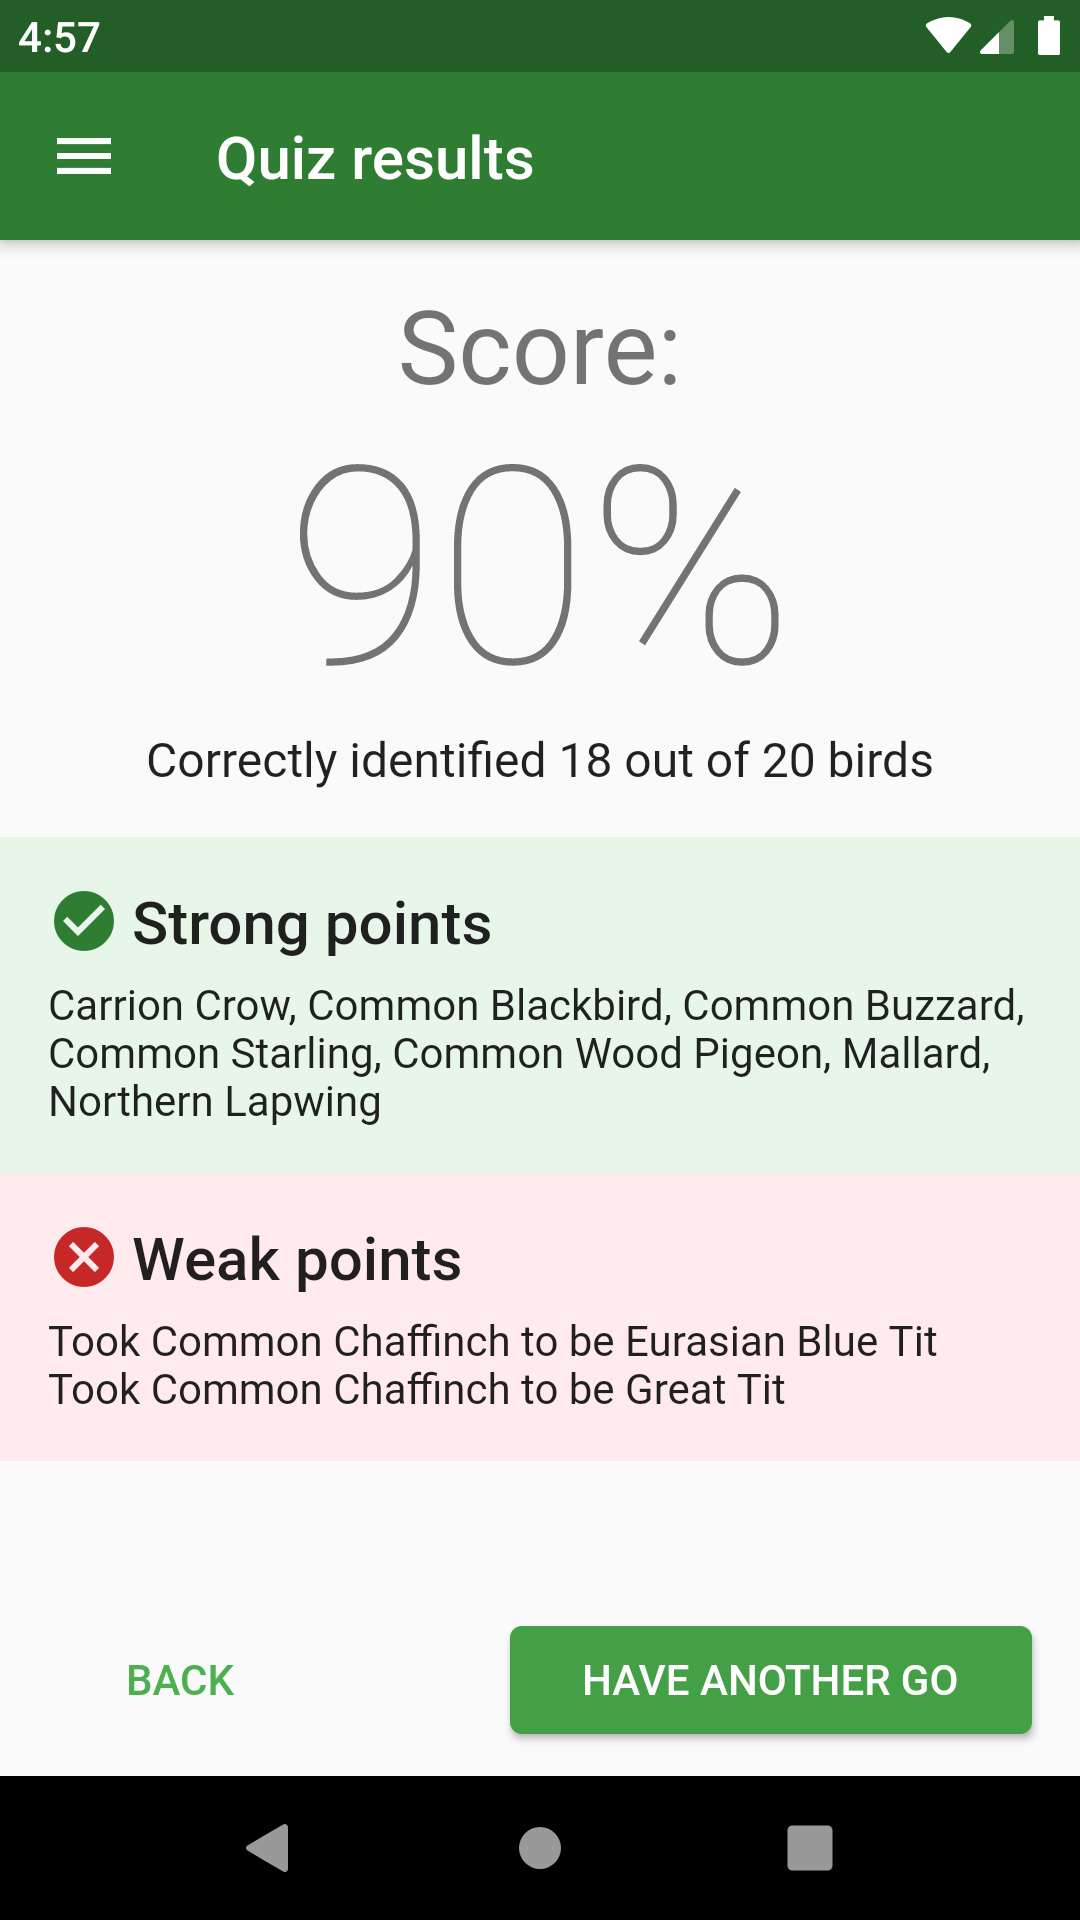 4:57
Quiz results
Score:
90%
Correctly identified 18 out of 20 birds
Strong points
Carrion Crow, Common Blackbird, Common Buzzard,
Common Starling, Common Wood Pigeon, Mallard,
Northern Lapwing
Weak points
Took Common Chaffinch to be Eurasian Blue Tit
Took Common Chaffinch to be Great Tit
BACK
HAVE ANOTHER GO